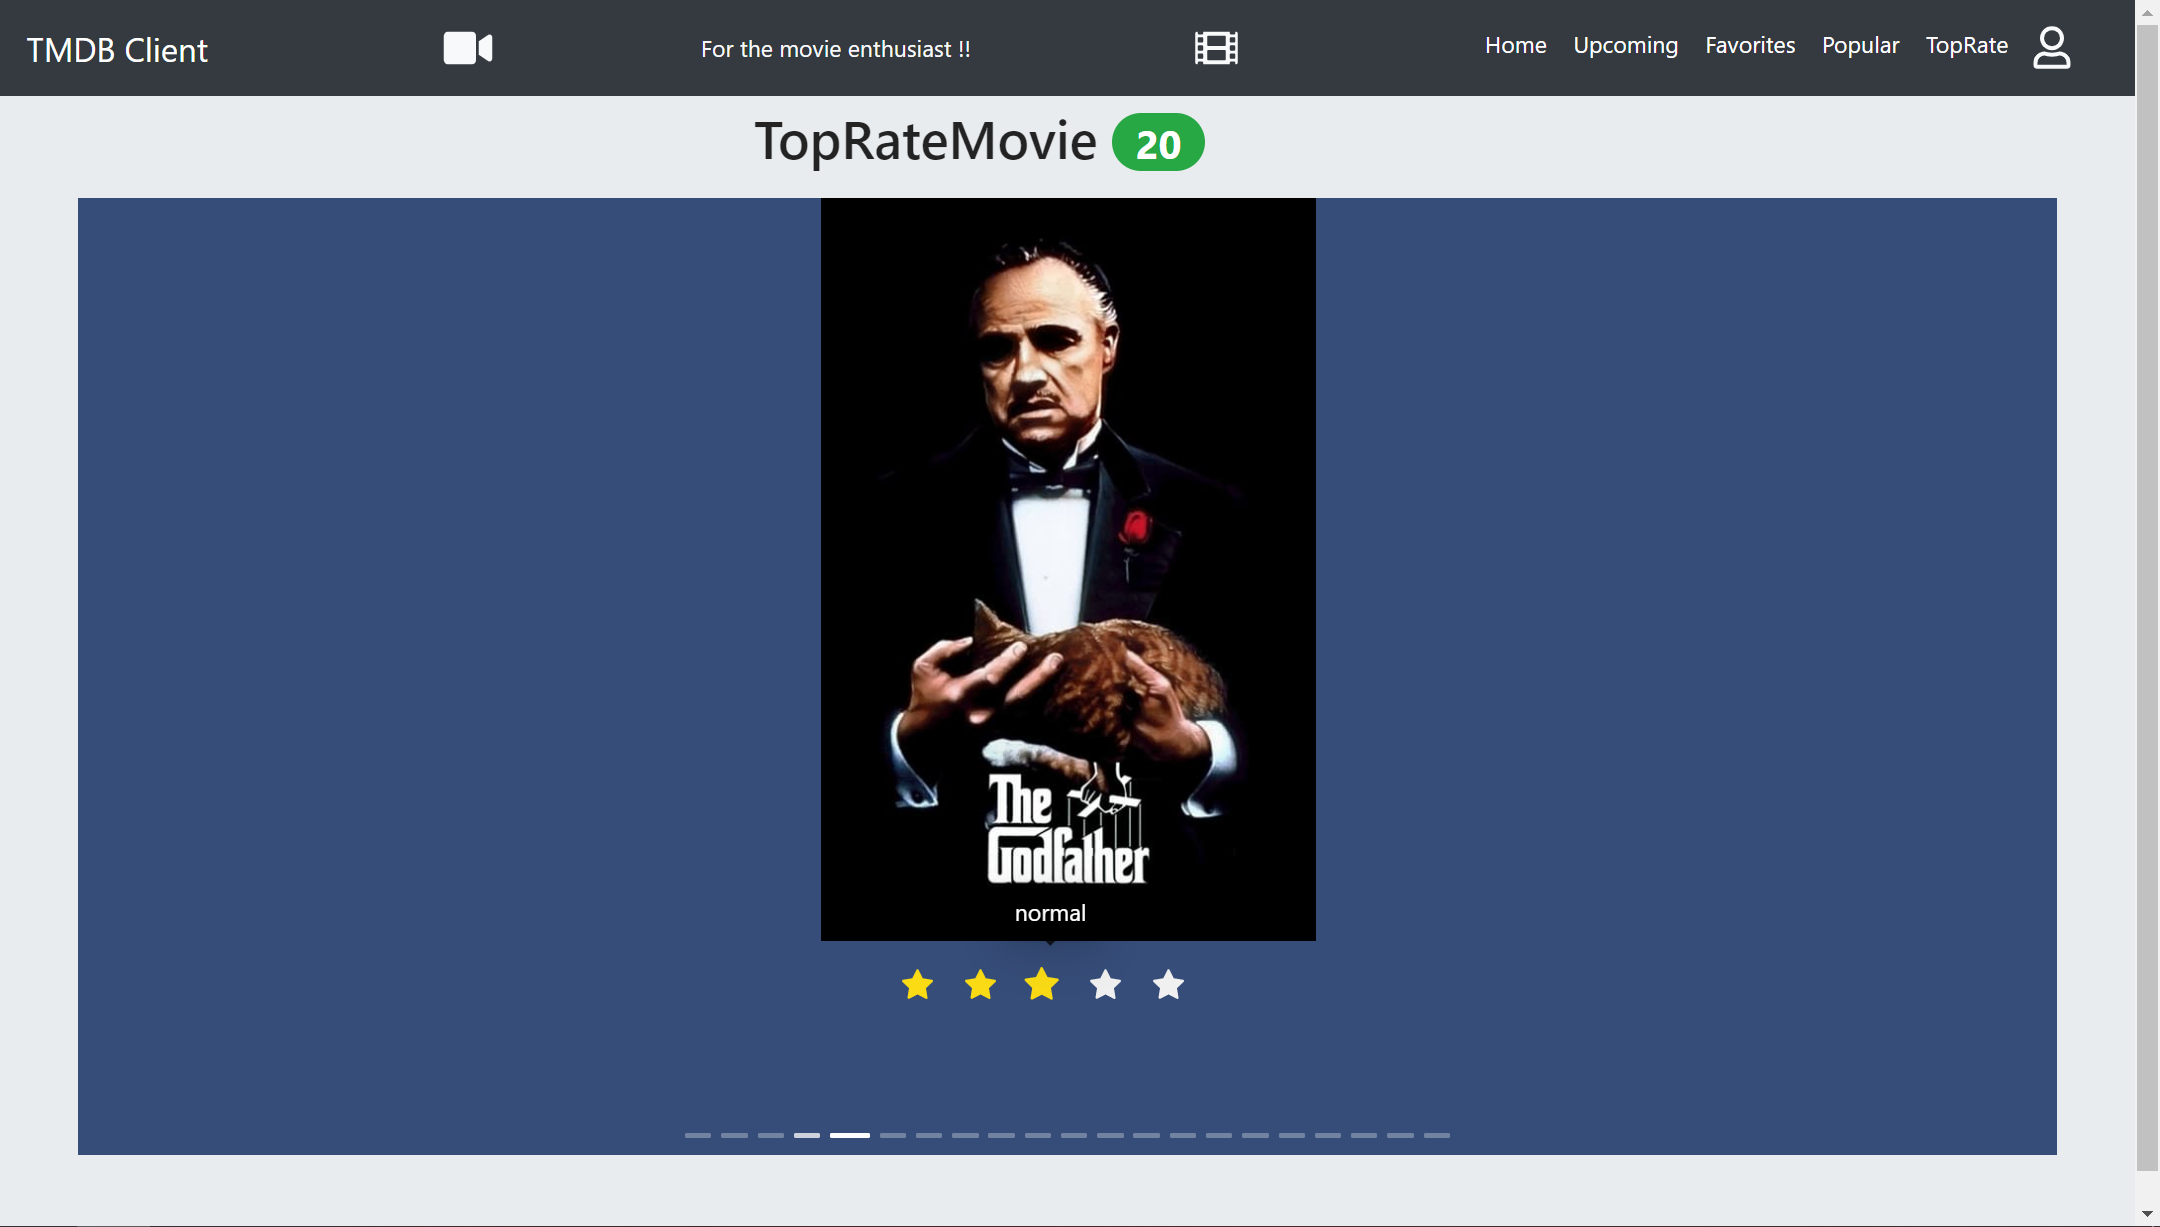 TMDB Client
For the movie enthusiast !!
Home Upcoming Favorites Popular TopRate
TopRateMovie 20
The
Godfather
normal